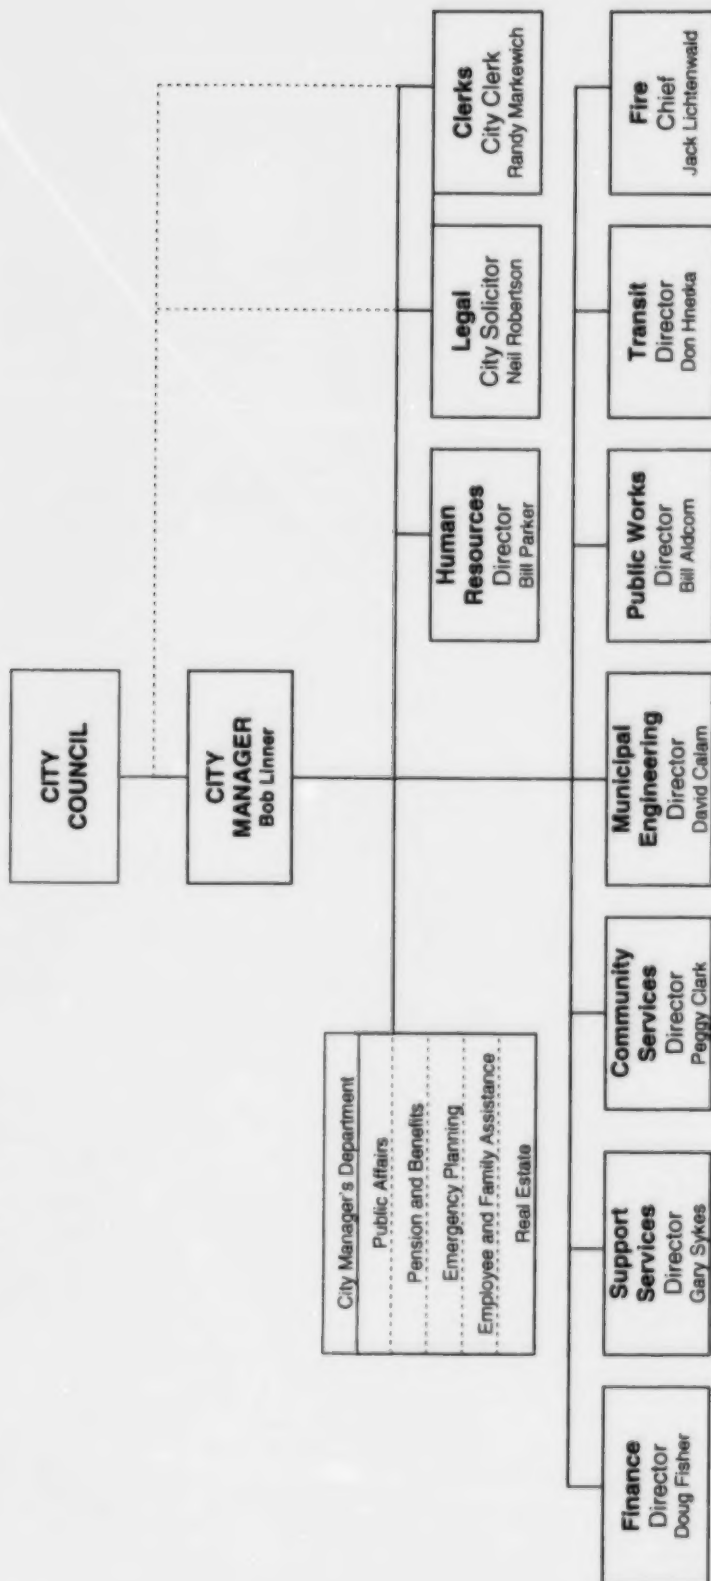 CITY
COUNCIL
CITY
MANAGER
Bob Linner
City Manager's Department
Public Affairs
Pension and Benefits
Emergency Planning
Employee and Family Assistance
Real Estate
Human
Resources
Director
Bill Parker
Legal
City Solicitor
Neil Robertson
Clerks
City Clerk
Randy Markewich
Finance
Director
Doug Fisher
Support
Services
Director
Gary Sykes
Community
Services
Director
Peggy Clark
Municipal
Engineering
Director
David Calam
Public Works
Director
Bill Aldcorn
Transit
Director
Don Hnetka
Fire
Chief
Jack Lichtenwald